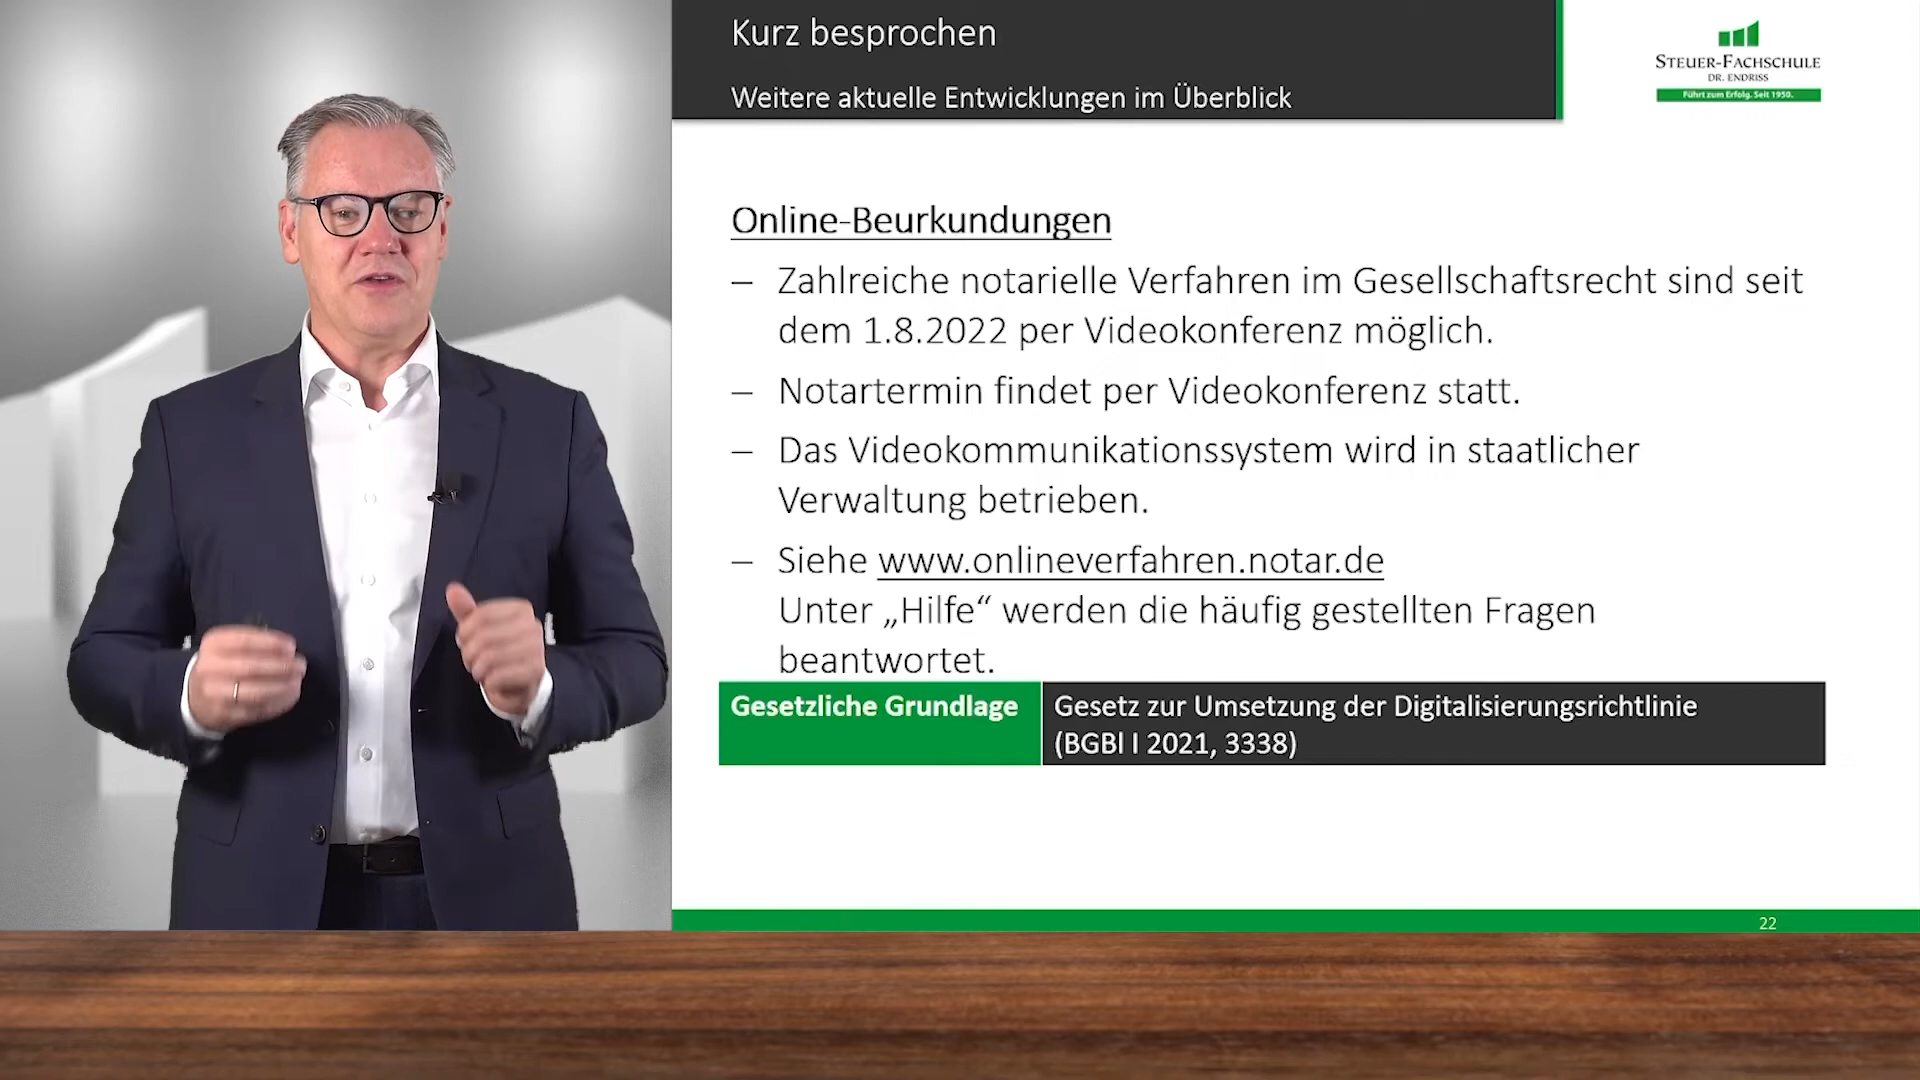 Kurz besprochen
Weitere aktuelle Entwicklungen im Überblick
STEUER-FACHSCHULE
DR. ENDRISS
Führt zum Erfolg. Seit 1950.
Online-Beurkundungen
– Zahlreiche notarielle Verfahren im Gesellschaftsrecht sind seit
dem 1.8.2022 per Videokonferenz möglich.
– Notartermin findet per Videokonferenz statt.
– Das Videokommunikationssystem wird in staatlicher
Verwaltung betrieben.
– Siehe www.onlineverfahren.notar.de
Unter „Hilfe“ werden die häufig gestellten Fragen
beantwortet.
Gesetzliche Grundlage
Gesetz zur Umsetzung der Digitalisierungsrichtlinie
(BGBl I 2021, 3338)
22